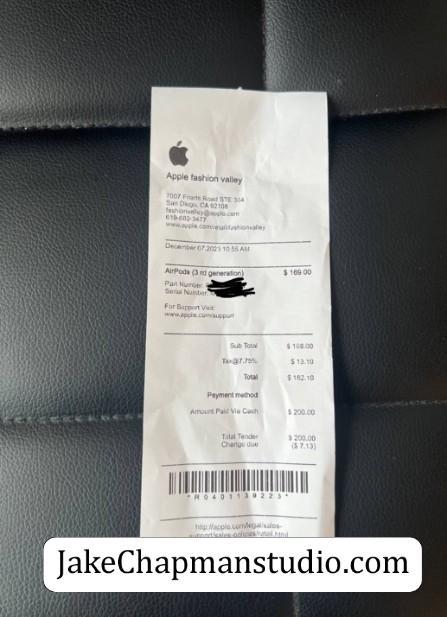 Apple fashion valley
7007 Friars Road STE 304
San Diego, CA 92108
fashionvalley@apple.com
619-682-3477
www.apple.com/retail/fashionvalley
December 07,2021 10:55 AM
AirPods (3 rd generation) $ 169.00
Part Number:
Serial Number:
For Support Visit:
www.apple.com/support
Sub Total $ 169.00
Tax@7.75% $ 13.10
Total $ 182.10
Payment method
Amount Paid Via Cash $ 200.00
Total Tender $ 200.00
Change due ($ 7.13)
*R0401139223*
http://apple.com/legal/sales-
support/sales-policies/retail.html
JakeChapmanstudio.com